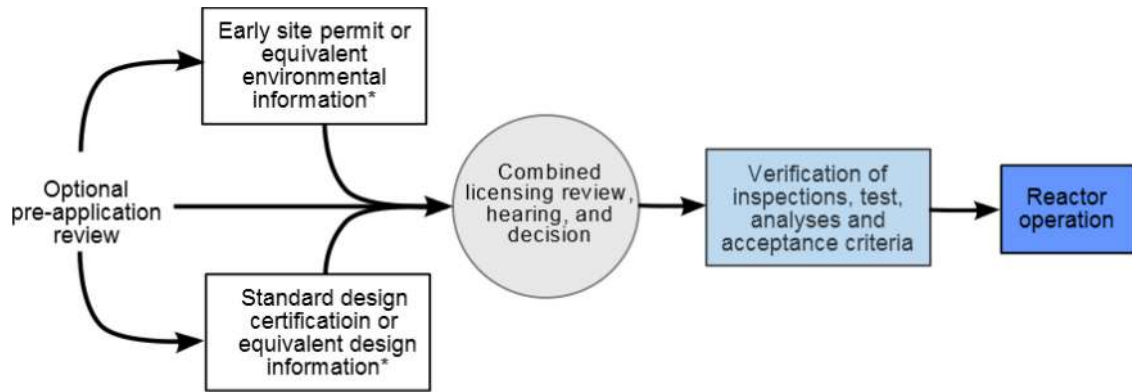 Early site permit or
equivalent
environmental
information*
Optional
pre-application
review
Combined
licensing review,
hearing, and
decision
Verification of
inspections, test,
analyses and
acceptance criteria
Reactor
operation
Standard design
certificatioin or
equivalent design
information*